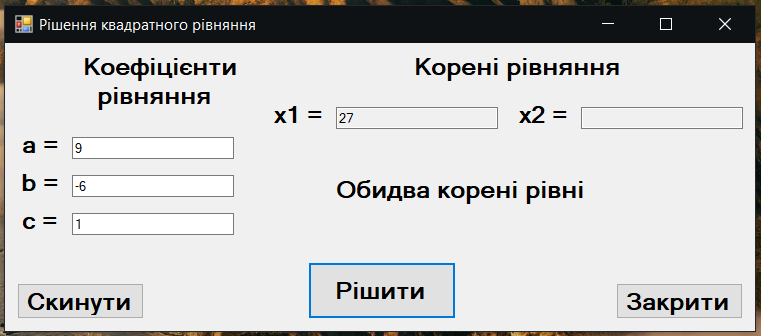 Рішення квадратного рівняння
Коефіцієнти
рівняння
a = 9
b = -6
c = 1
Корені рівняння
x1 = 27 x2 =
Обидва корені рівні
Скинути Рішити Закрити